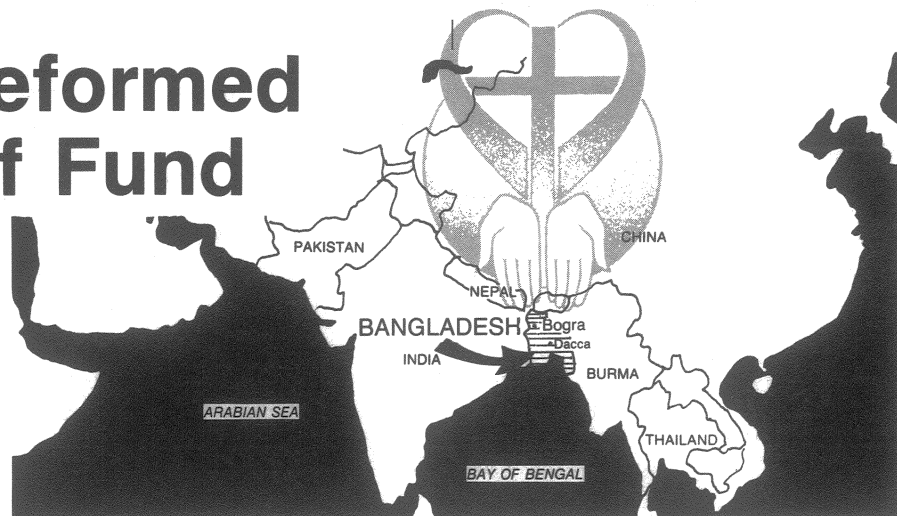 eformed
f Fund
CHINA
PAKISTAN
NEPAL
BANGLADESH
Bogra
Dacca
INDIA
BURMA
ARABIAN SEA
THAILAND
BAY OF BENGAL